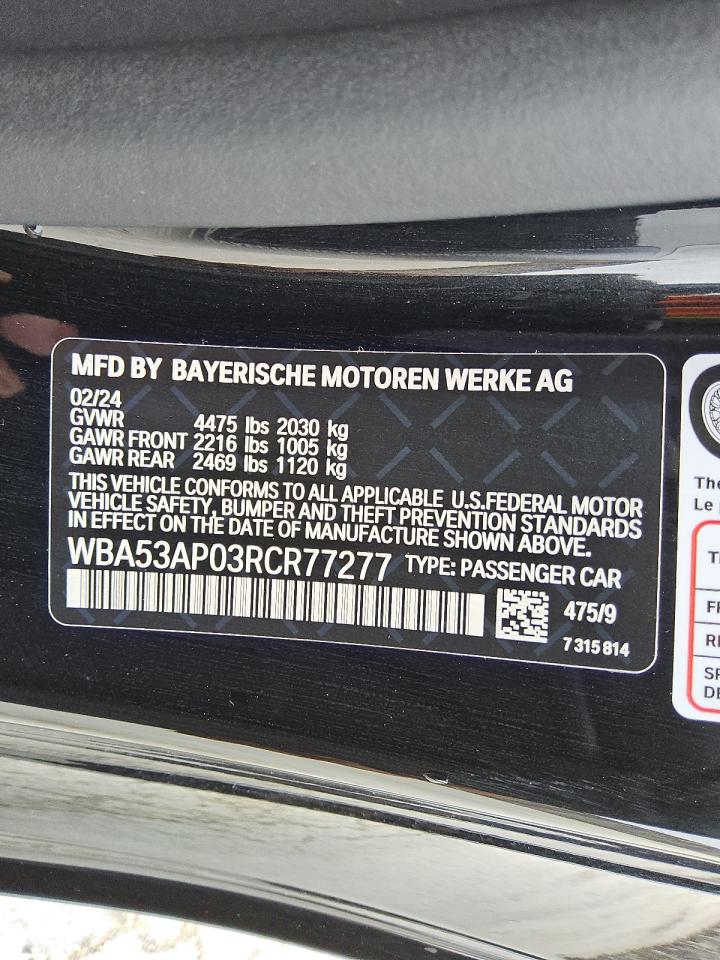 MFD BY BAYERISCHE MOTOREN WERKE AG
02/24
GVWR 4475 lbs 2030 kg
GAWR FRONT 2216 lbs 1005 kg
GAWR REAR 2469 lbs 1120 kg
THIS VEHICLE CONFORMS TO ALL APPLICABLE U.S.FEDERAL MOTOR
VEHICLE SAFETY, BUMPER AND THEFT PREVENTION STANDARDS
IN EFFECT ON THE DATE OF MANUFACTURE SHOWN ABOVE.
WBA53AP03RCR77277 TYPE: PASSENGER CAR
475/9
7 315 814
The
Le